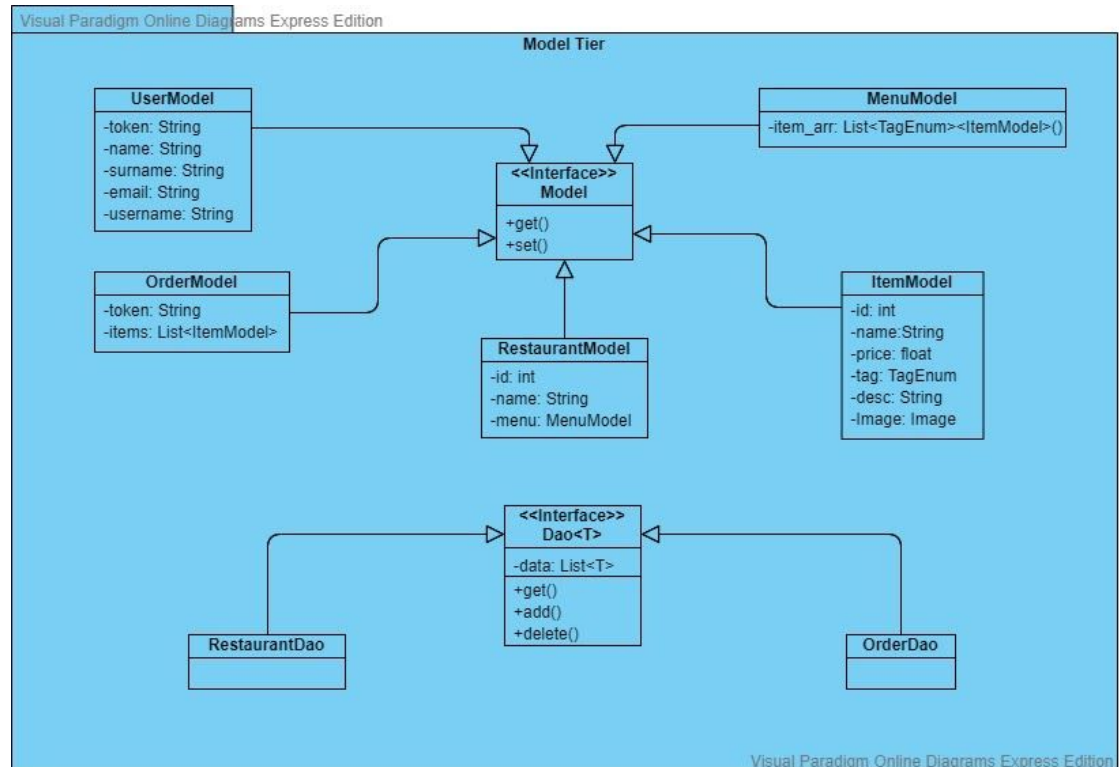 Visual Paradigm Online Diagrams Express Edition
Model Tier
UserModel
-token: String
-name: String
-surname: String
-email: String
-username: String
MenuModel
-item_arr: List<TagEnum><ItemModel>()
<<Interface>>
Model
+get()
+set()
OrderModel
-token: String
-items: List<ItemModel>
ItemModel
-id: int
-name:String
-price: float
-tag: TagEnum
-desc: String
-Image: Image
RestaurantModel
-id: int
-name: String
-menu: MenuModel
<<Interface>>
Dao<T>
-data: List<T>
+get()
+add()
+delete()
RestaurantDao
OrderDao
Visual Paradigm Online Diagrams Express Edition